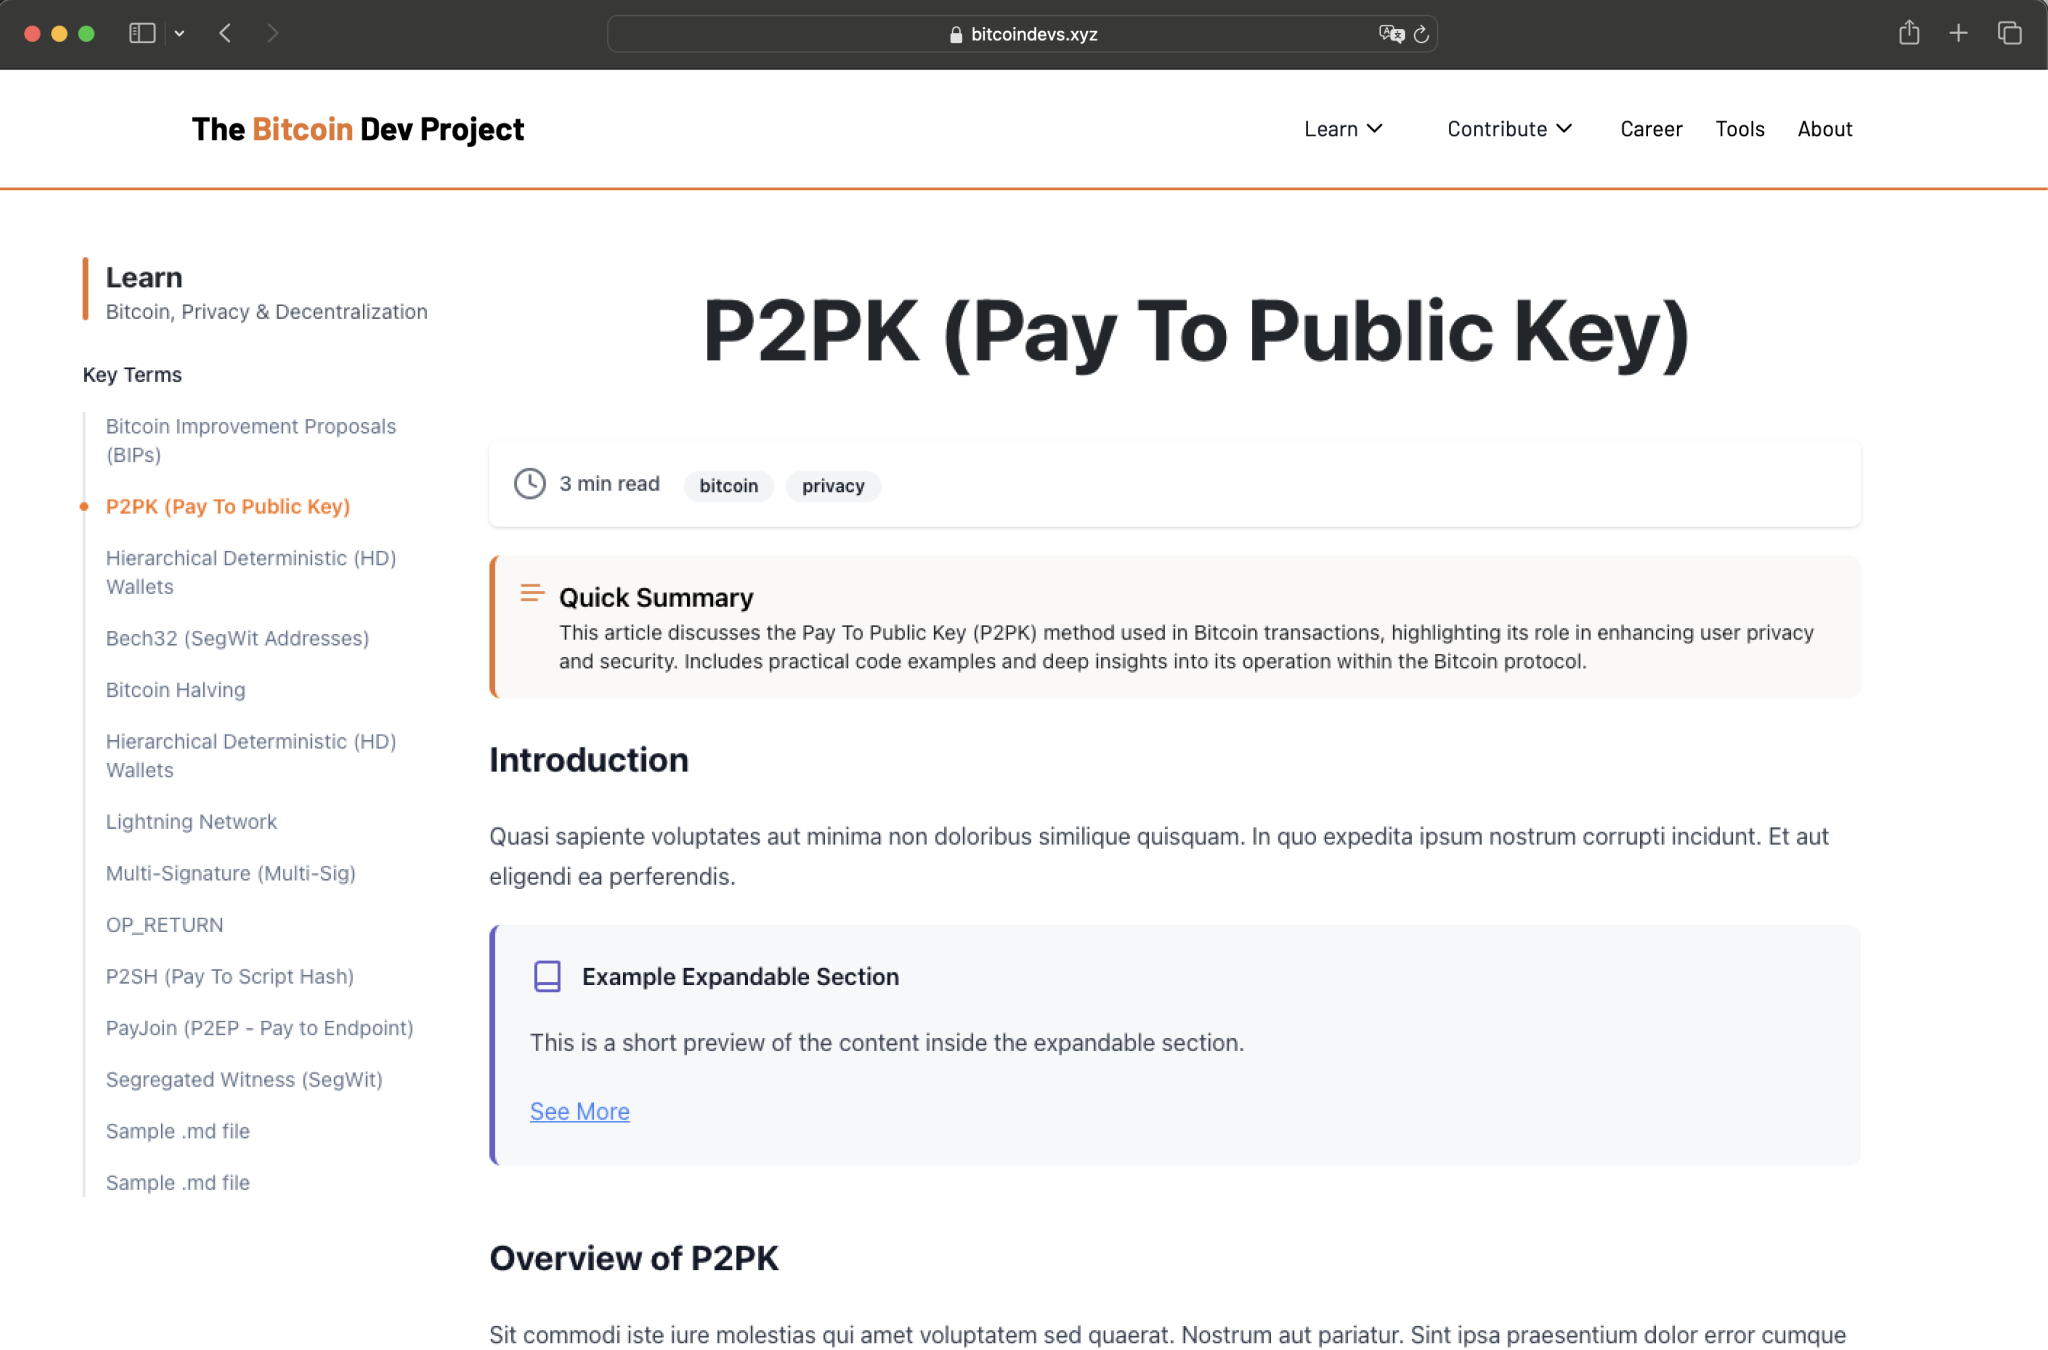 bitcoindevs.xyz
The Bitcoin Dev Project
Learn
Contribute
Career
Tools
About
Learn
Bitcoin, Privacy & Decentralization
Key Terms
Bitcoin Improvement Proposals
(BIPs)
P2PK (Pay To Public Key)
Hierarchical Deterministic (HD)
Wallets
Bech32 (SegWit Addresses)
Bitcoin Halving
Hierarchical Deterministic (HD)
Wallets
Lightning Network
Multi-Signature (Multi-Sig)
OP_RETURN
P2SH (Pay To Script Hash)
PayJoin (P2EP - Pay to Endpoint)
Segregated Witness (SegWit)
Sample .md file
Sample .md file
P2PK (Pay To Public Key)
3 min read
bitcoin
privacy
Quick Summary
This article discusses the Pay To Public Key (P2PK) method used in Bitcoin transactions, highlighting its role in enhancing user privacy
and security. Includes practical code examples and deep insights into its operation within the Bitcoin protocol.
Introduction
Quasi sapiente voluptates aut minima non doloribus similique quisquam. In quo expedita ipsum nostrum corrupti incidunt. Et aut
eligendi ea perferendis.
Example Expandable Section
This is a short preview of the content inside the expandable section.
See More
Overview of P2PK
Sit commodi iste iure molestias qui amet voluptatem sed quaerat. Nostrum aut pariatur. Sint ipsa praesentium dolor error cumque